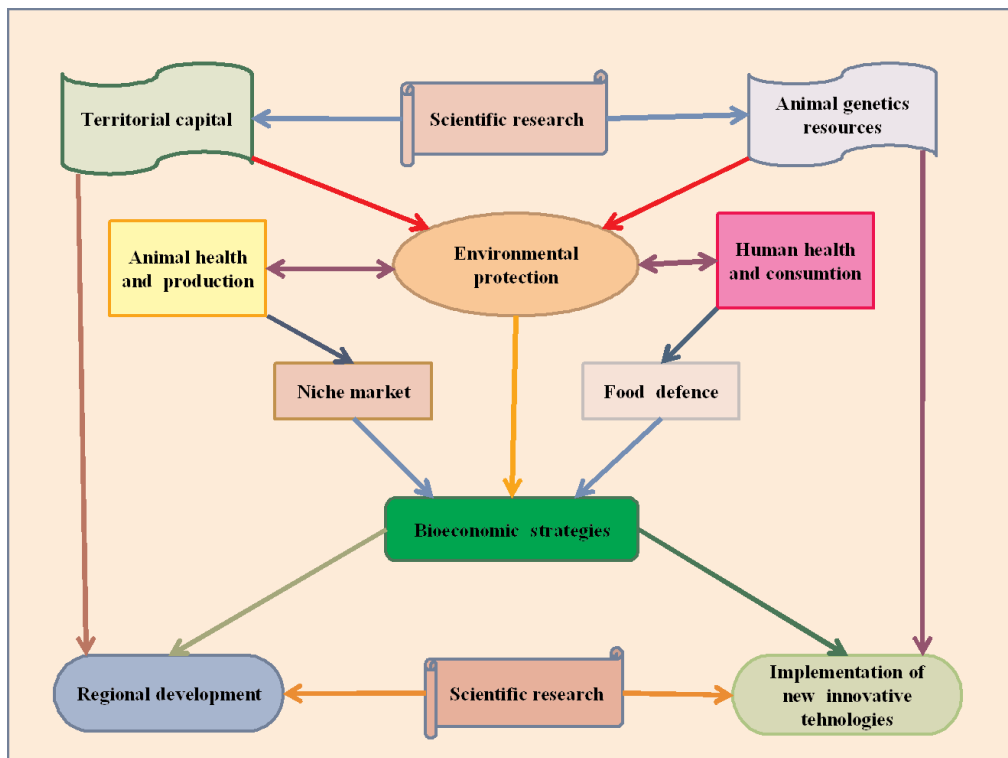 Territorial capital
Scientific research
Animal genetics
resources
Animal health
and production
Environmental
protection
Human health
and consumtion
Niche market
Food defence
Bioeconomic strategies
Regional development
Scientific research
Implementation of
new innovative
tehnologies